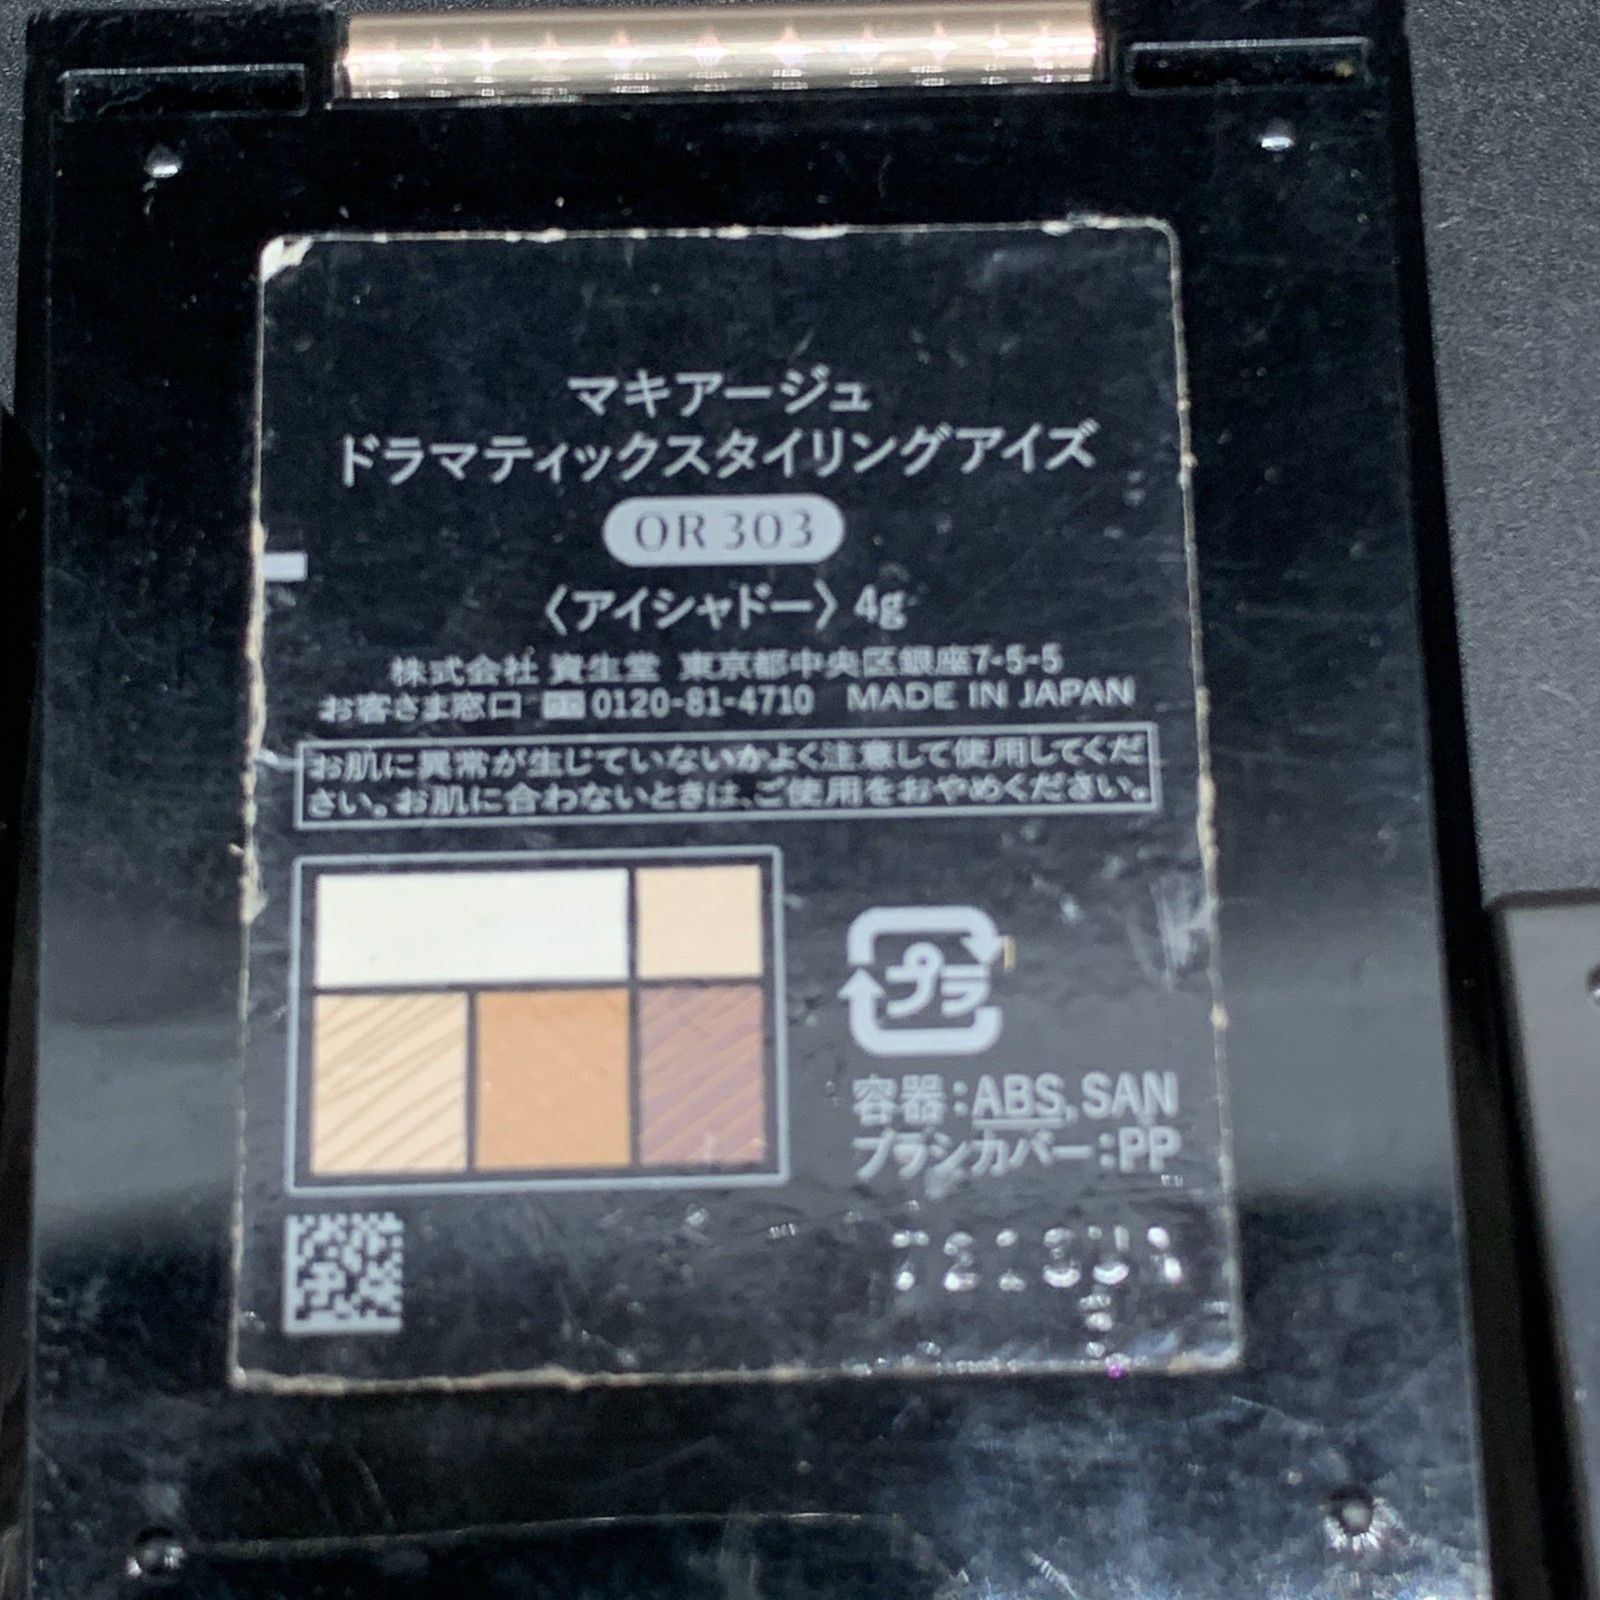 マキアージュ
ドラマティックスタイリングアイズ
OR 303
〈アイシャドー〉 4g
株式会社 資生堂 東京都中央区銀座7-5-5
お客さま窓口 0120-81-4710 MADE IN JAPAN
お肌に異常が生じていないかよく注意して使用してくだ
さい。お肌に合わないときは、ご使用をおやめください。
プラ
容器:ABS, SAN
ブラシカバー:PP